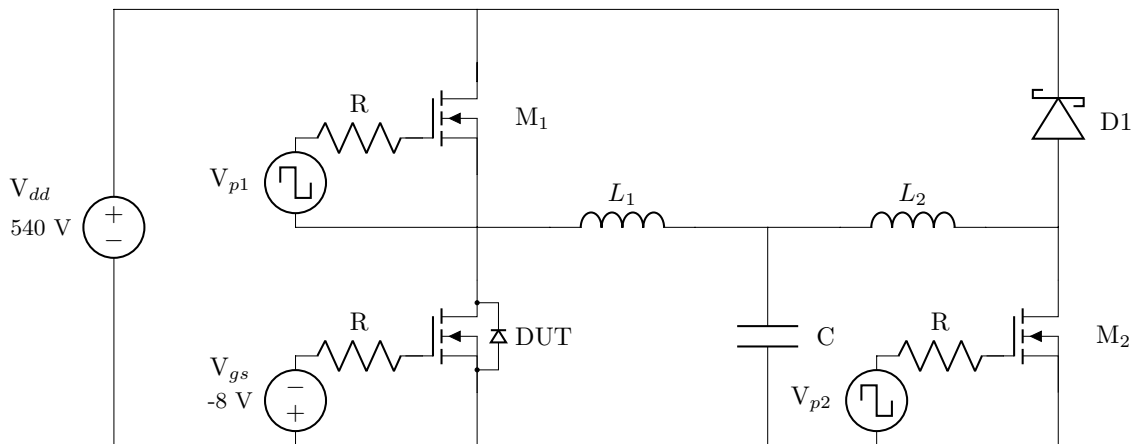 R
M1
D1
Vp1
Vdd
540 V
+
−
L1
L2
R
DUT
C
R
M2
Vgs
-8 V
−
+
Vp2